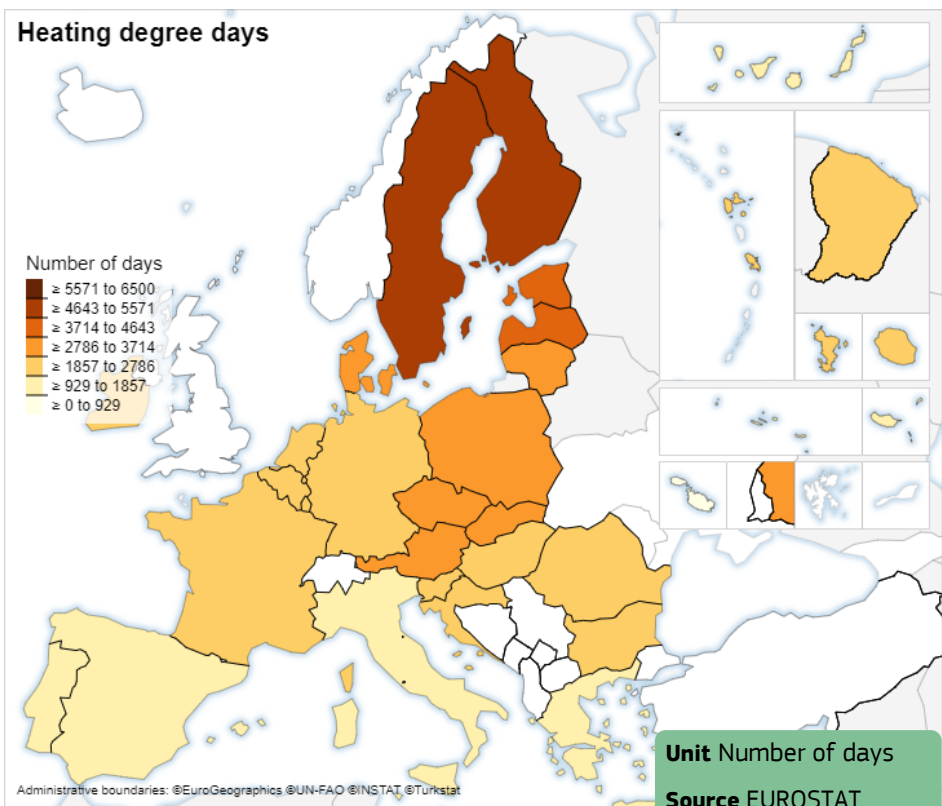 Heating degree days
Number of days
≥ 5571 to 6500
≥ 4643 to 5571
≥ 3714 to 4643
≥ 2786 to 3714
≥ 1857 to 2786
≥ 929 to 1857
≥ 0 to 929
Unit Number of days
Administrative boundaries: ©EuroGeographics ©UN-FAO ©INSTAT ©Turkstat
Source EUROSTAT